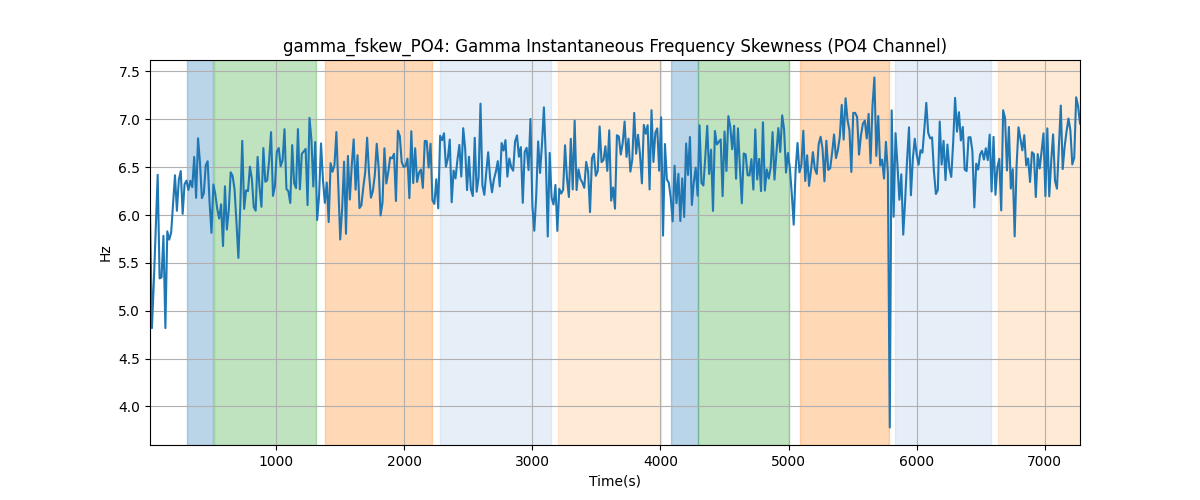 gamma_fskew_PO4: Gamma Instantaneous Frequency Skewness (PO4 Channel)
7.5
7.0
6.5
6.0
5.5
5.0
4.5
4.0
Hz
1000 2000 3000 4000 5000 6000 7000
Time(s)